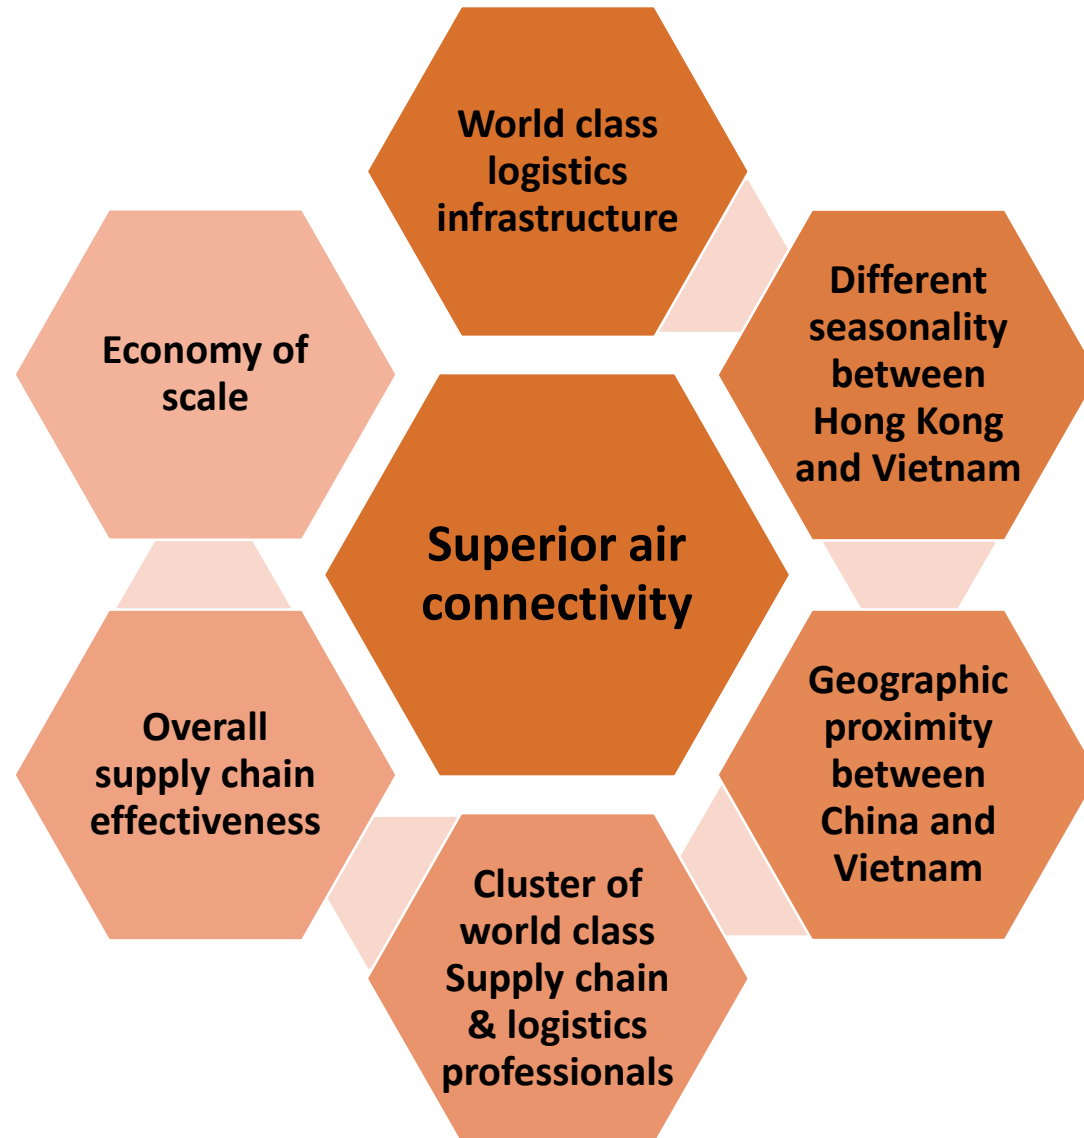 World class
logistics
infrastructure
Different
seasonality
between
Hong Kong
and Vietnam
Economy of
scale
Superior air
connectivity
Geographic
proximity
between
China and
Vietnam
Overall
supply chain
effectiveness
Cluster of
world class
Supply chain
& logistics
professionals